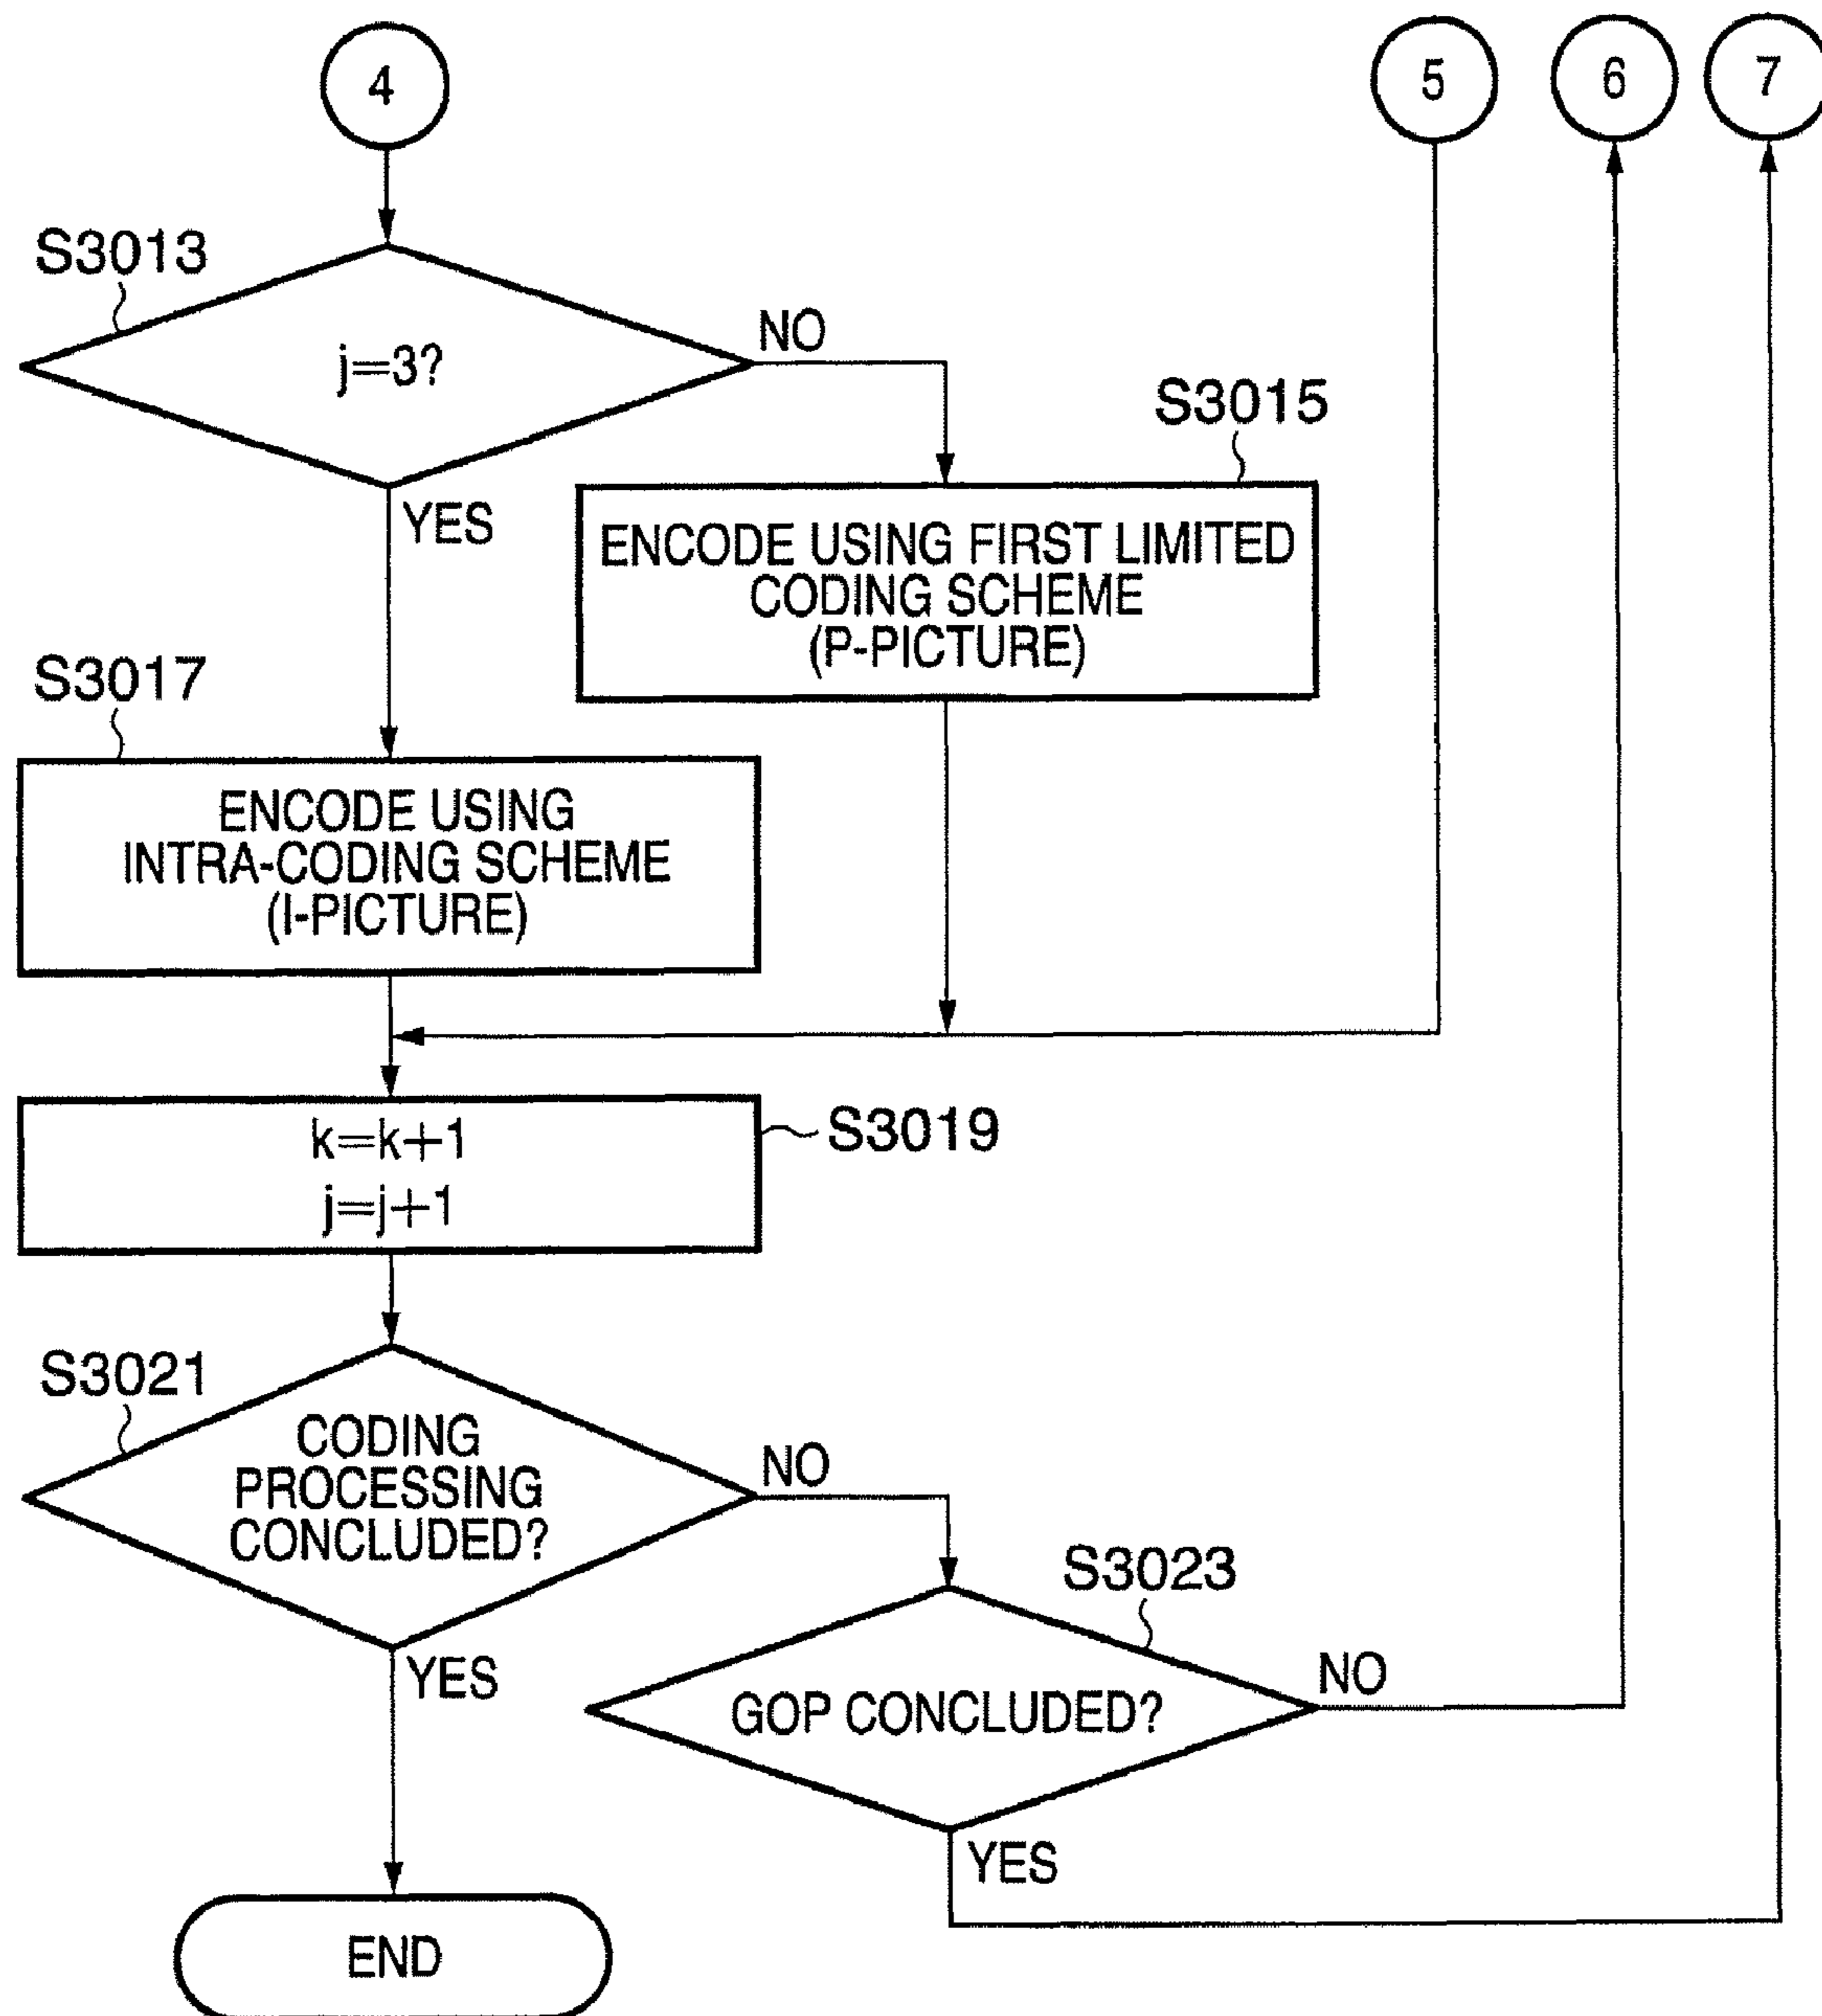 4
5
6
7
S3013
j=3?
NO
YES
S3015
ENCODE USING FIRST LIMITED
CODING SCHEME
(P-PICTURE)
S3017
ENCODE USING
INTRA-CODING SCHEME
(I-PICTURE)
k=k+1
j=j+1
S3019
S3021
CODING
PROCESSING
CONCLUDED?
NO
YES
S3023
GOP CONCLUDED?
NO
YES
END